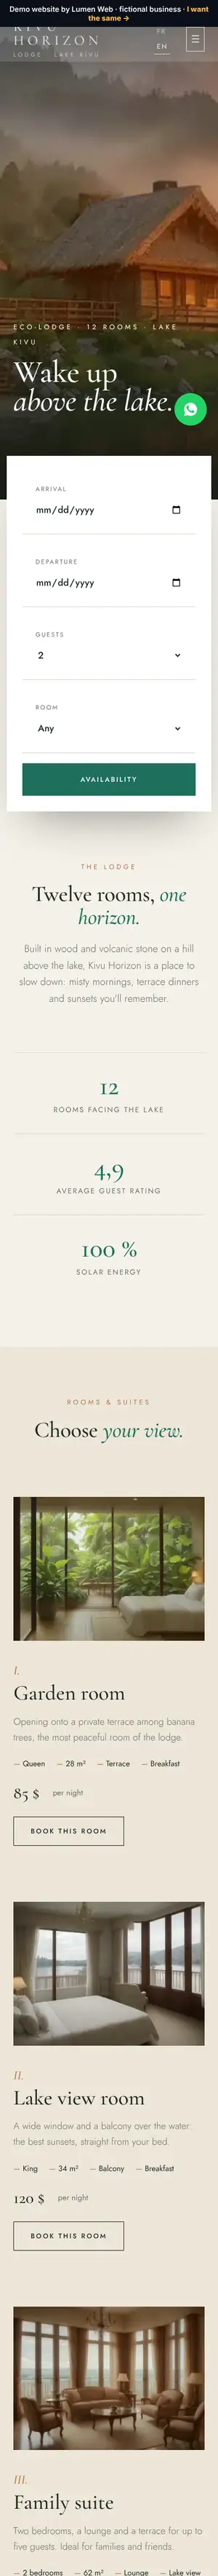 Demo website by Lumen Web · fictional business · I want
the same →
KIVU
HORIZON
LODGE · LAKE KIVU
FR
EN
ECO-LODGE · 12 ROOMS · LAKE
KIVU
Wake up
above the lake.
ARRIVAL
mm/dd/yyyy
DEPARTURE
mm/dd/yyyy
GUESTS
2
ROOM
Any
AVAILABILITY
THE LODGE
Twelve rooms, one
horizon.
Built in wood and volcanic stone on a hill
above the lake, Kivu Horizon is a place to
slow down: misty mornings, terrace dinners
and sunsets you'll remember.
12
ROOMS FACING THE LAKE
4,9
AVERAGE GUEST RATING
100 %
SOLAR ENERGY
ROOMS & SUITES
Choose your view.
I.
Garden room
Opening onto a private terrace among banana
trees, the most peaceful room of the lodge.
— Queen — 28 m² — Terrace — Breakfast
85 $ per night
BOOK THIS ROOM
II.
Lake view room
A wide window and a balcony over the water:
the best sunsets, straight from your bed.
— King — 34 m² — Balcony — Breakfast
120 $ per night
BOOK THIS ROOM
III.
Family suite
Two bedrooms, a lounge and a terrace for up to
five guests. Ideal for families and friends.
— 2 bedrooms — 62 m² — Lounge — Lake view